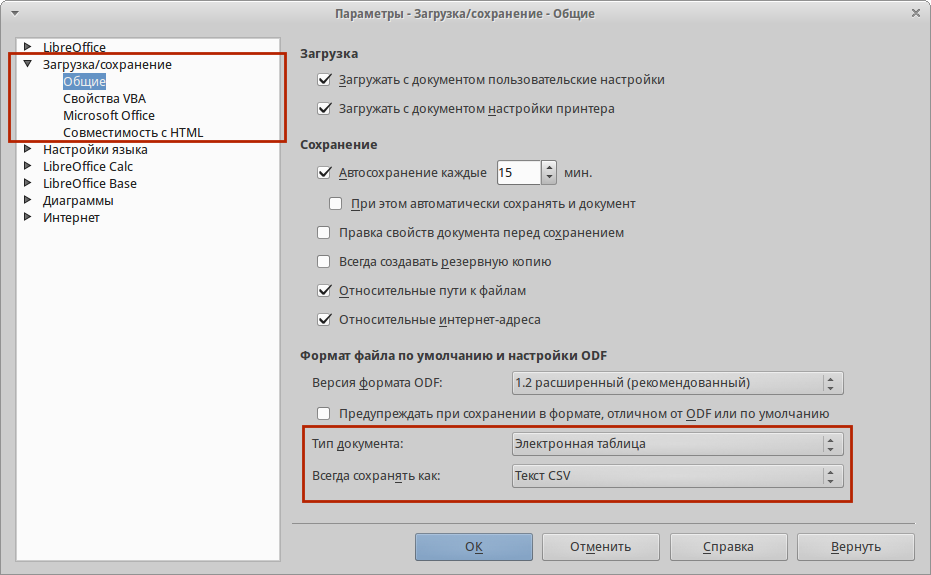 Параметры - Загрузка/сохранение - Общие
LibreOffice
Загрузка/сохранение
Общие
Свойства VBA
Microsoft Office
Совместимость с HTML
Настройки языка
LibreOffice Calc
LibreOffice Base
Диаграммы
Интернет
Загрузка
Загружать с документом пользовательские настройки
Загружать с документом настройки принтера
Сохранение
Автосохранение каждые 15 мин.
При этом автоматически сохранять и документ
Правка свойств документа перед сохранением
Всегда создавать резервную копию
Относительные пути к файлам
Относительные интернет-адреса
Формат файла по умолчанию и настройки ODF
Версия формата ODF: 1.2 расширенный (рекомендованный)
Предупреждать при сохранении в формате, отличном от ODF или по умолчанию
Тип документа: Электронная таблица
Всегда сохранять как: Текст CSV
OK Отменить Справка Вернуть